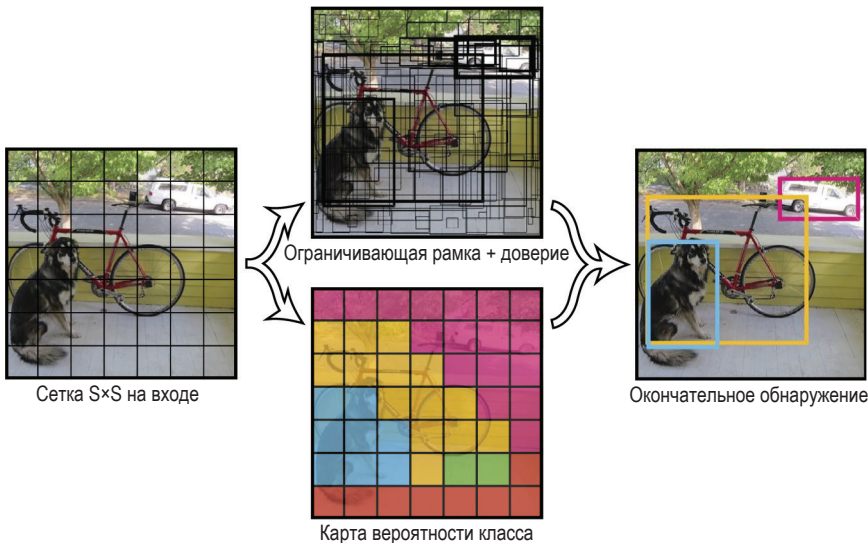 Ограничивающая рамка + доверие
Сетка S×S на входе
Окончательное обнаружение
Карта вероятности класса